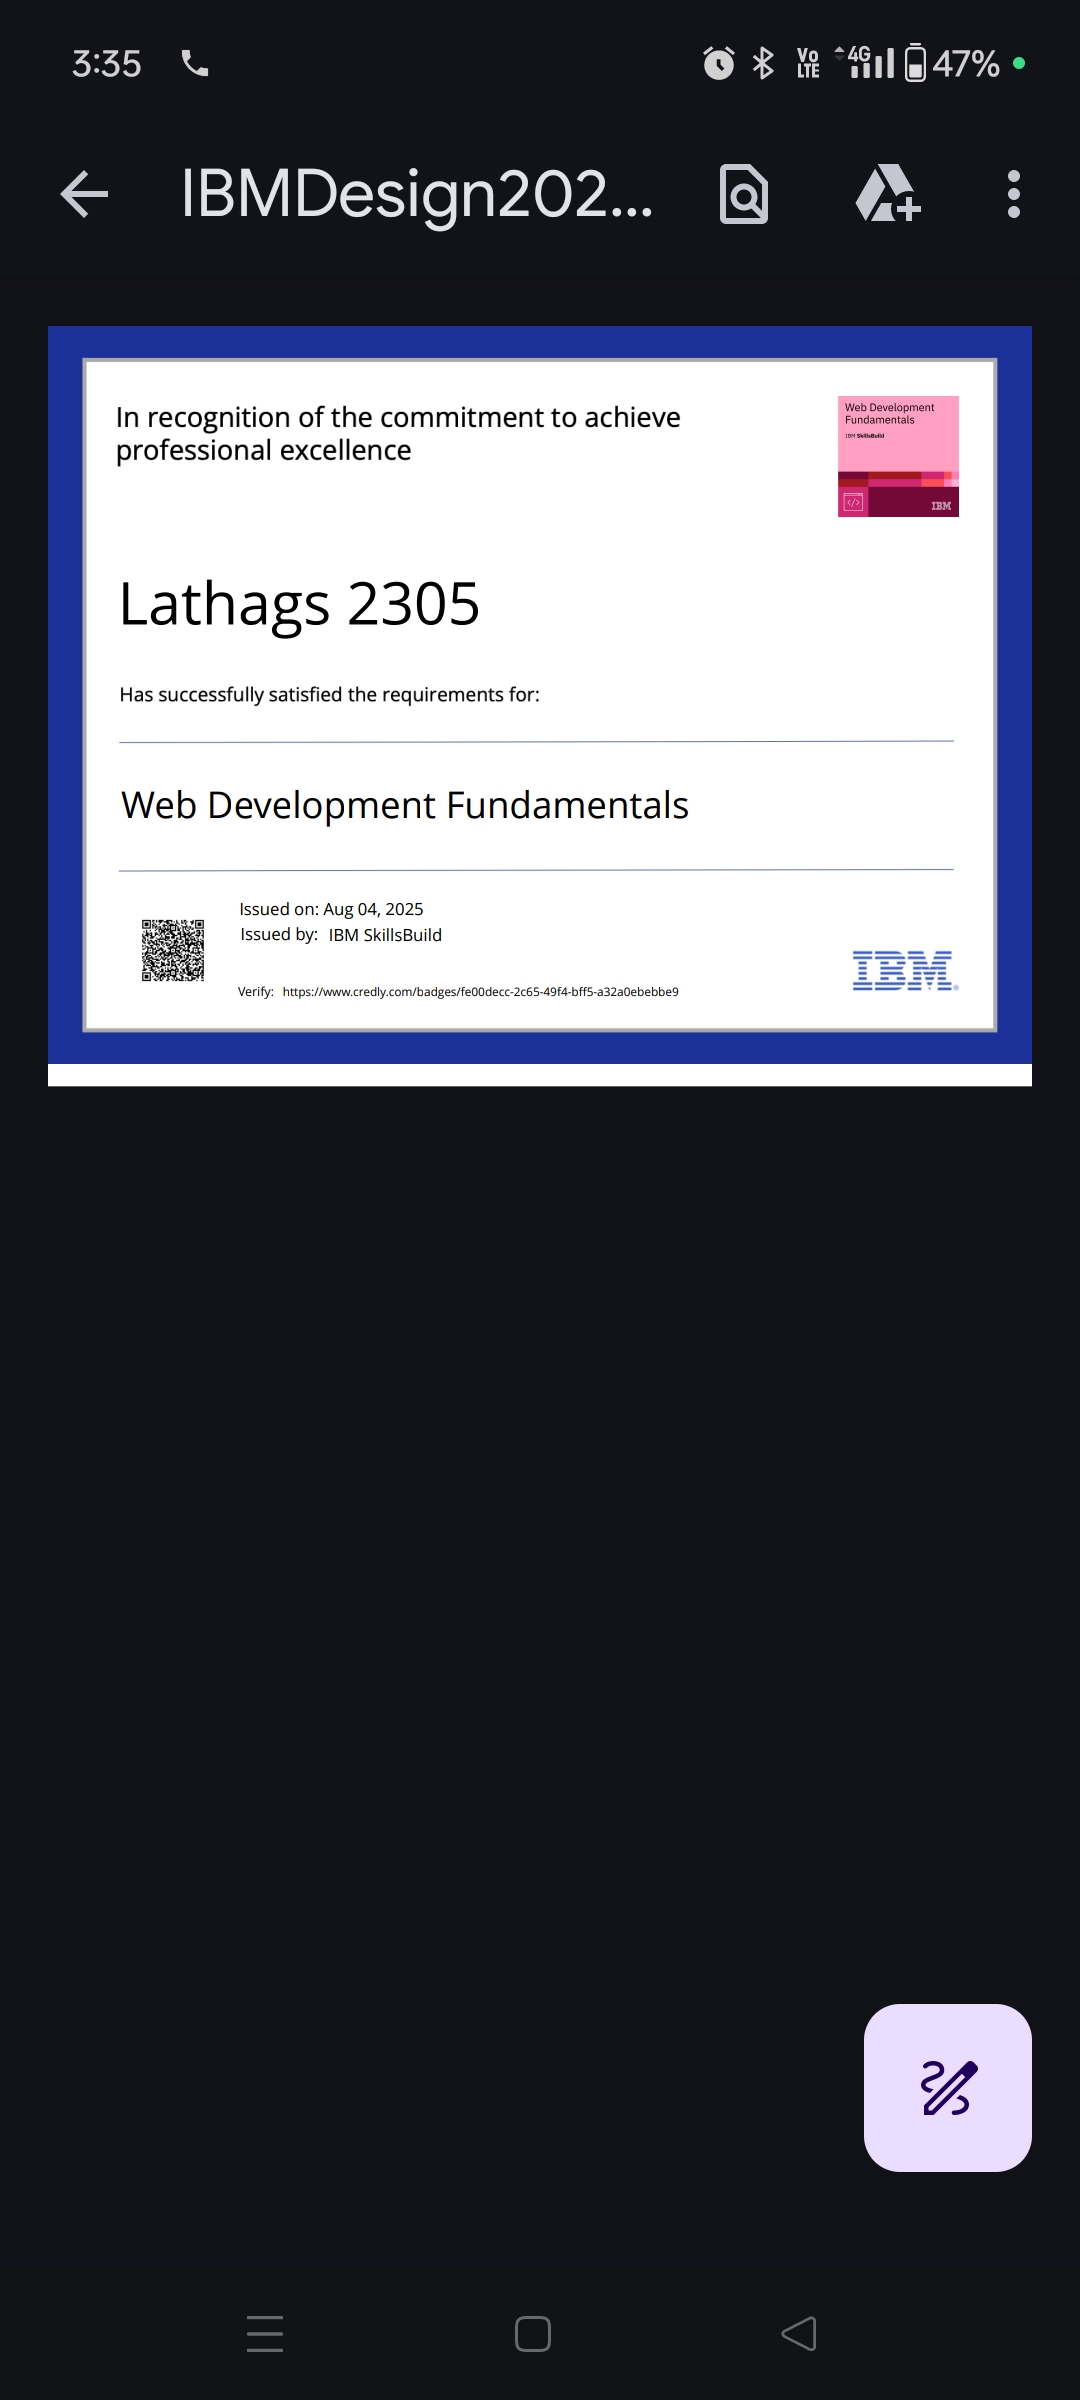 3:35
Vo LTE 4G 47%
IBMDesign202...
In recognition of the commitment to achieve
professional excellence
Web Development
Fundamentals
IBM SkillsBuild
</>
IBM
Lathags 2305
Has successfully satisfied the requirements for:
Web Development Fundamentals
Issued on: Aug 04, 2025
Issued by: IBM SkillsBuild
IBM®
Verify: https://www.credly.com/badges/fe00decc-2c65-49f4-bff5-a32a0ebebbe9